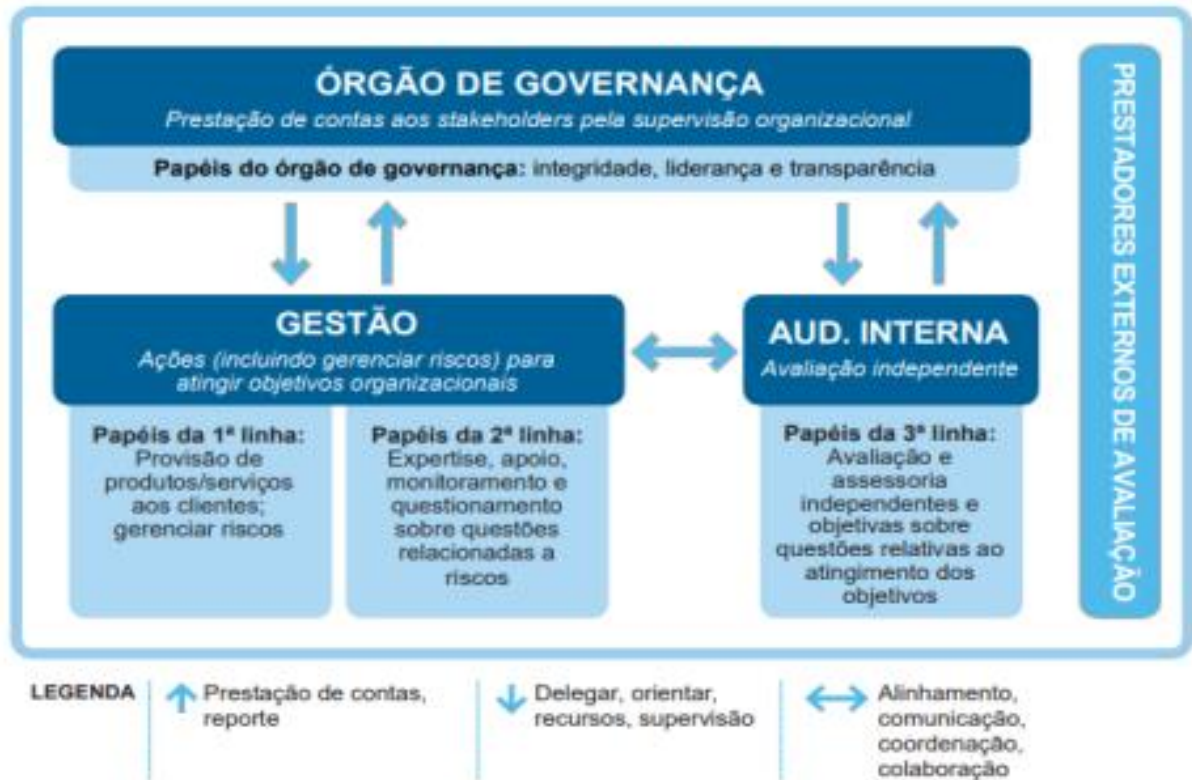 ÓRGÃO DE GOVERNANÇA
Prestação de contas aos stakeholders pela supervisão organizacional
Papéis do órgão de governança: integridade, liderança e transparência
GESTÃO
Ações (incluindo gerenciar riscos) para
atingir objetivos organizacionais
Papéis da 1ª linha:
Provisão de
produtos/serviços
aos clientes;
gerenciar riscos
Papéis da 2ª linha:
Expertise, apoio,
monitoramento e
questionamento
sobre questões
relacionadas a
riscos
AUD. INTERNA
Avaliação independente
Papéis da 3ª linha:
Avaliação e
assessoria
independentes e
objetivas sobre
questões relativas ao
atingimento dos
objetivos
PRESTADORES EXTERNOS DE AVALIAÇÃO
LEGENDA
Prestação de contas,
reporte
Delegar, orientar,
recursos, supervisão
Alinhamento,
comunicação,
coordenação,
colaboração